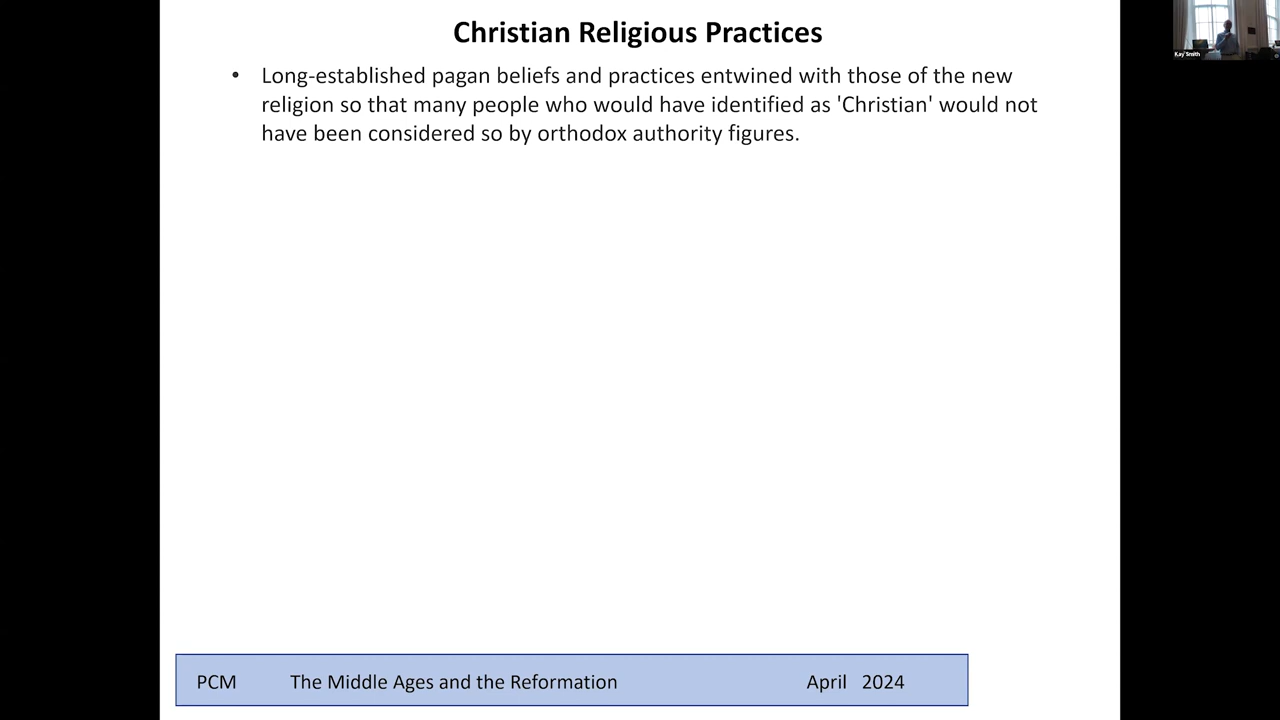 Christian Religious Practices
Kay Smith
• Long-established pagan beliefs and practices entwined with those of the new
religion so that many people who would have identified as 'Christian' would not
have been considered so by orthodox authority figures.
PCM The Middle Ages and the Reformation April 2024